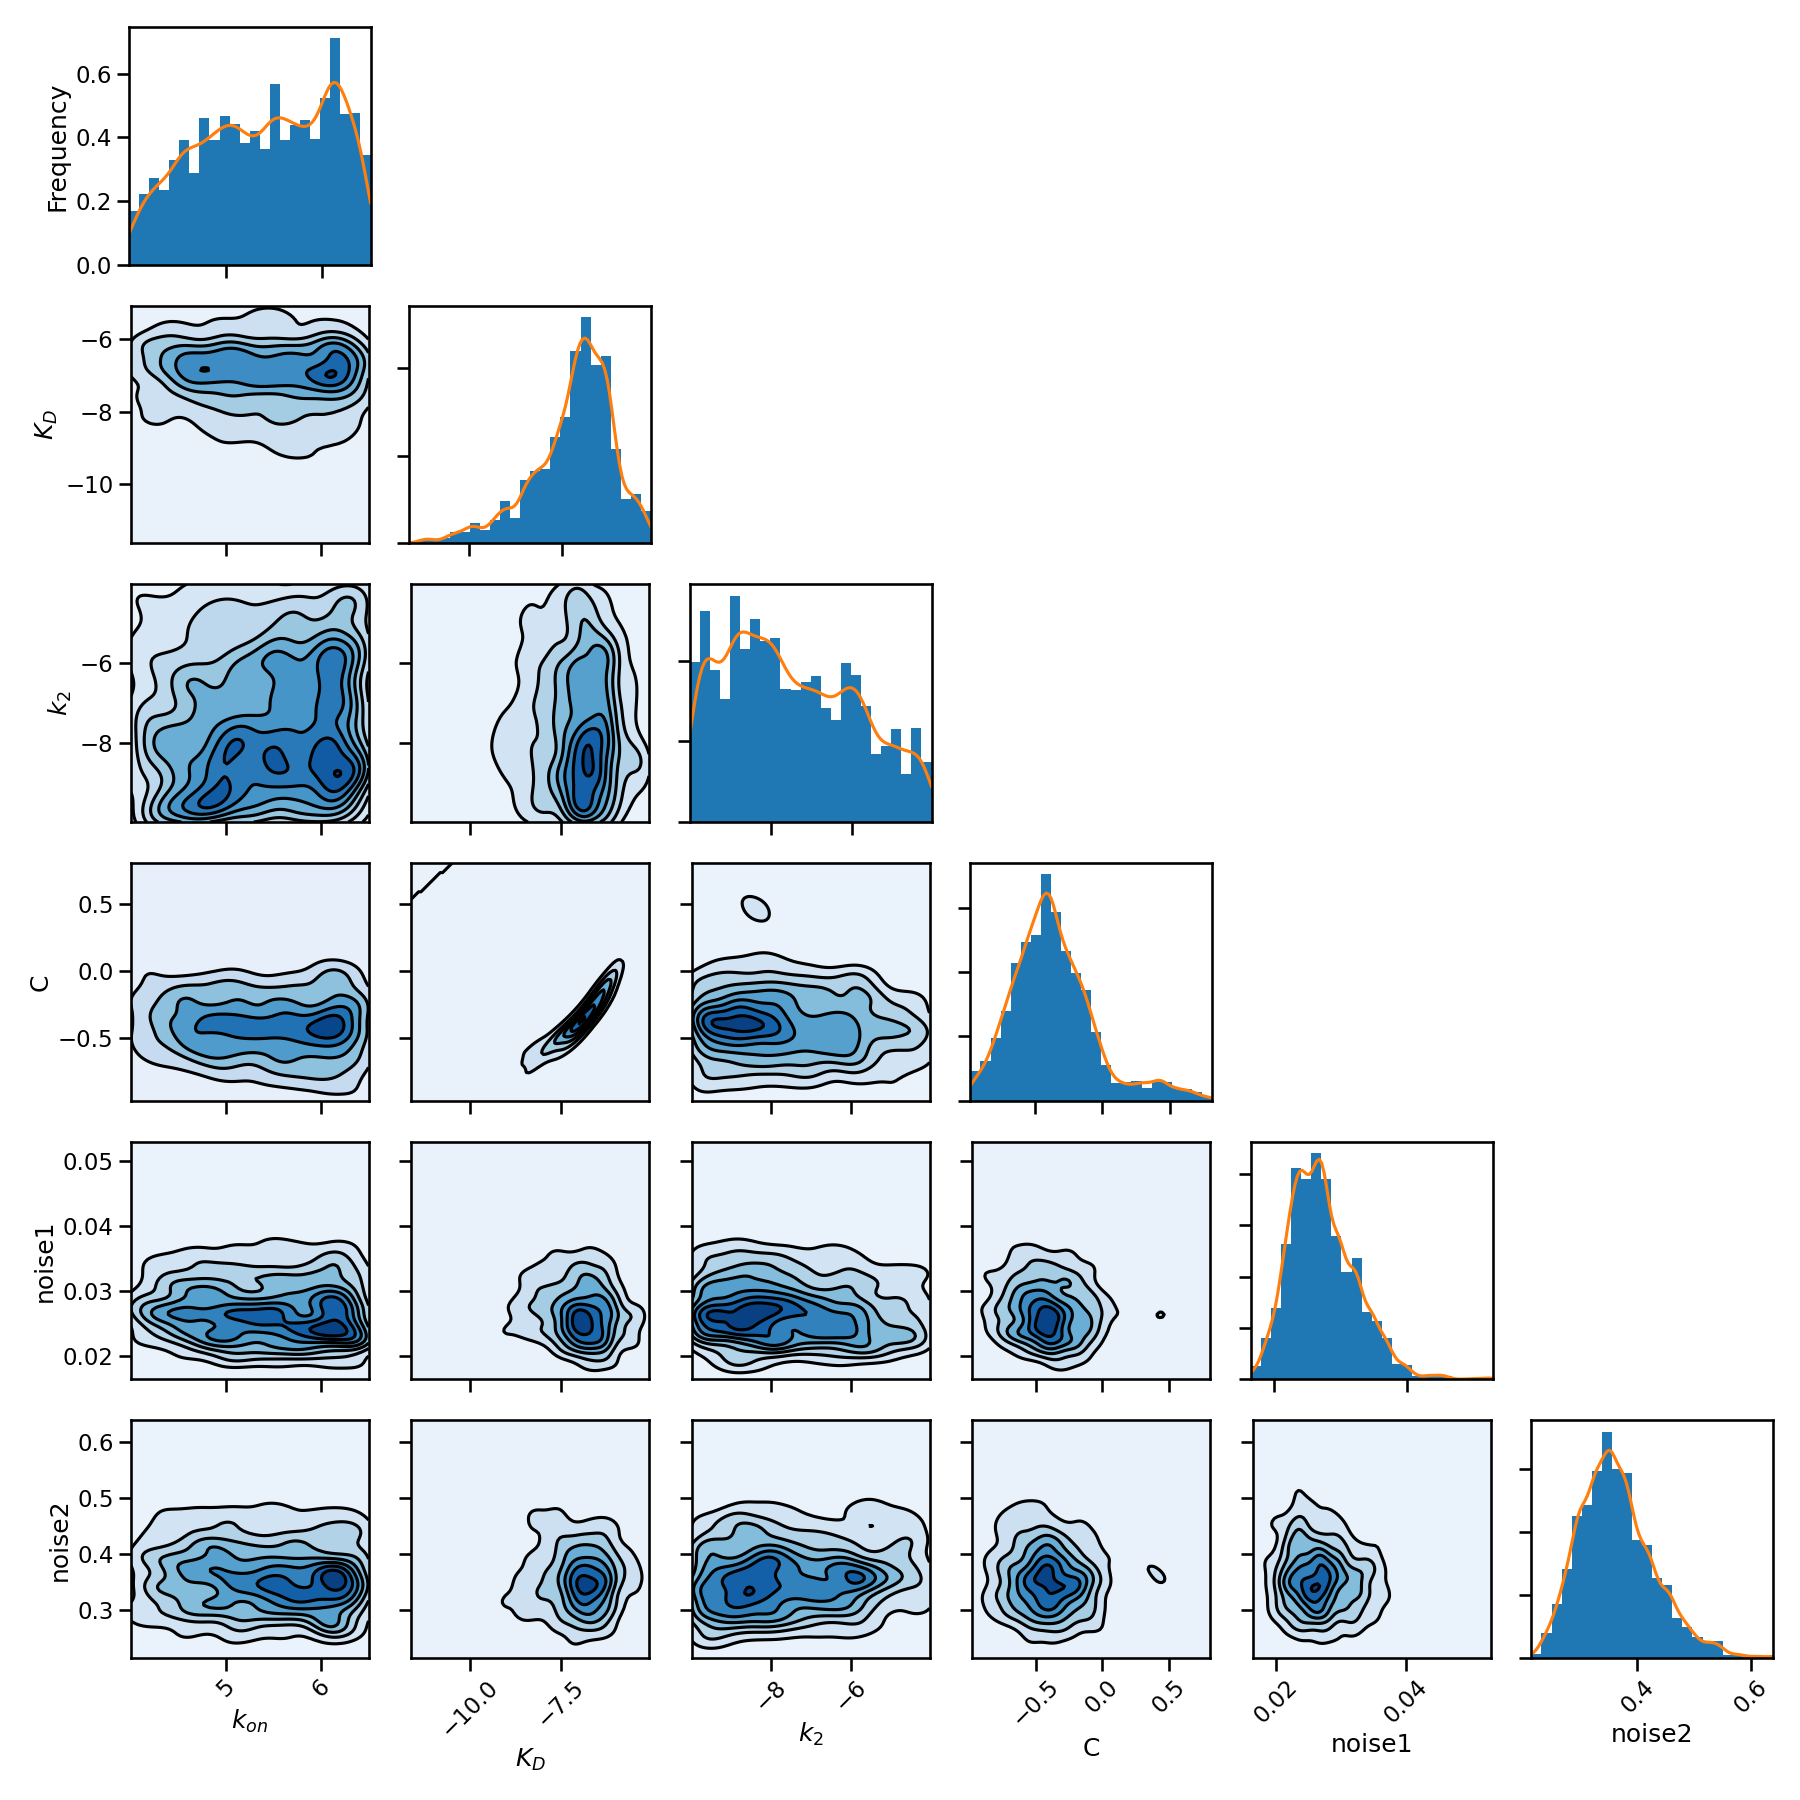 0.6
0.4
0.2
0.0
Frequency
−6
−8
−10
K_D
−6
−8
k_2
0.5
0.0
−0.5
C
0.05
0.04
0.03
0.02
noise1
0.6
0.5
0.4
0.3
noise2
5 6
k_on
−10.0 −7.5
K_D
−8 −6
k_2
−0.5 0.0 0.5
C
0.02 0.04
noise1
0.4 0.6
noise2